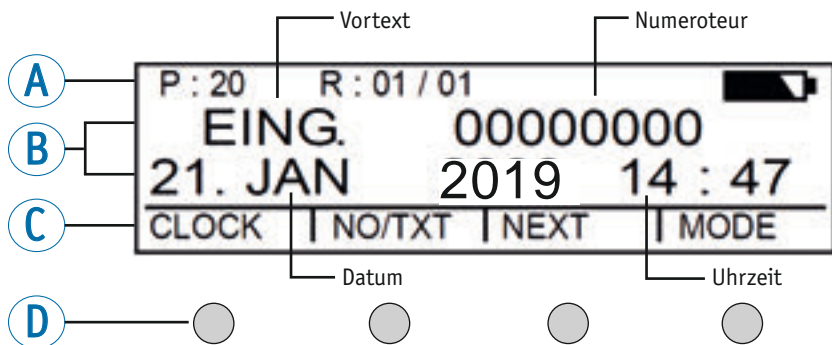 Vortext Numeroteur
A P : 20 R : 01 / 01
EING. 00000000
B
21. JAN 2019 14 : 47
C CLOCK | NO/TXT | NEXT | MODE
Datum Uhrzeit
D